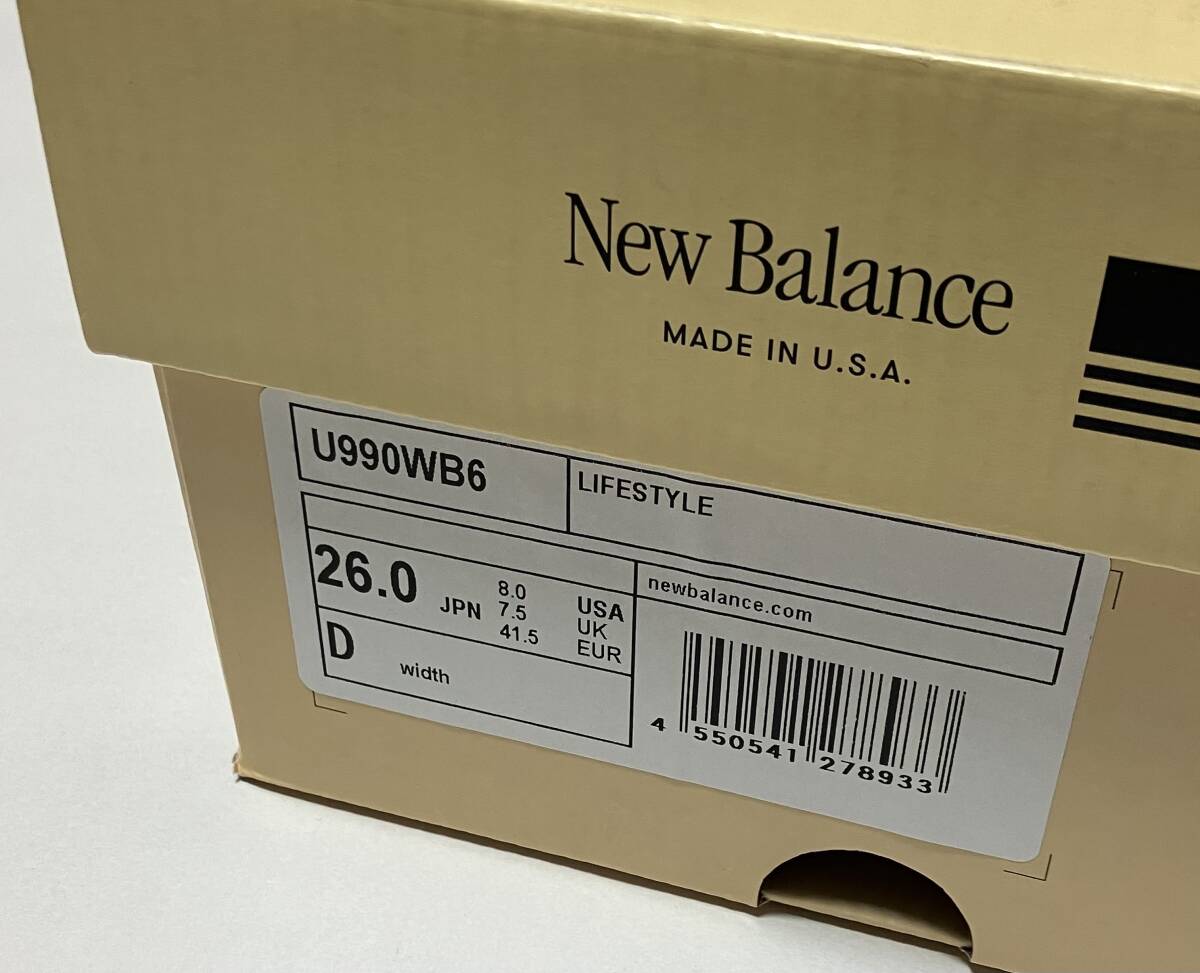 New Balance
MADE IN U.S.A.
U990WB6
LIFESTYLE
26.0 JPN
8.0 USA
7.5 UK
41.5 EUR
D width
newbalance.com
4 550541 278933